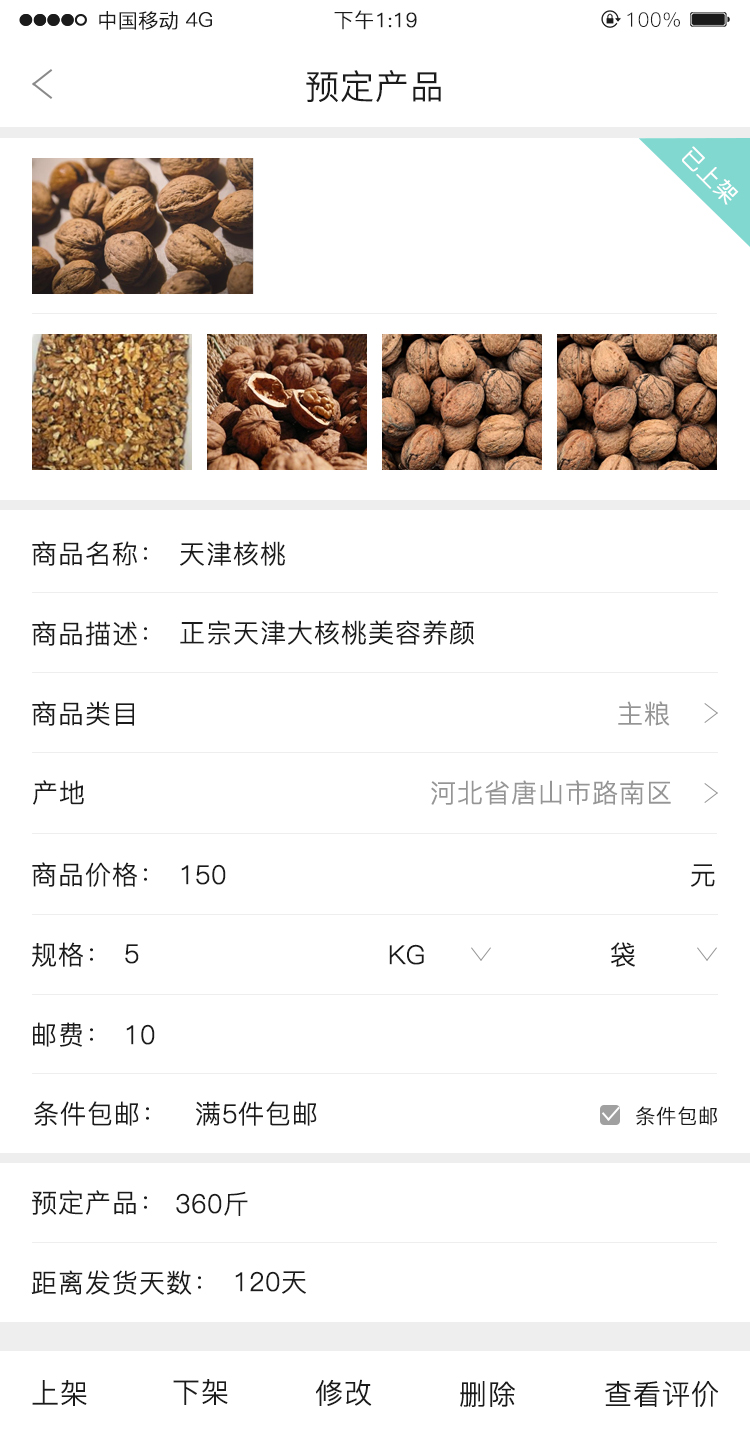 中国移动 4G 下午1:19 100%
预定产品
已上架
商品名称： 天津核桃
商品描述： 正宗天津大核桃美容养颜
商品类目 主粮
产地 河北省唐山市路南区
商品价格： 150 元
规格： 5 KG 袋
邮费： 10
条件包邮： 满5件包邮 条件包邮
预定产品： 360斤
距离发货天数： 120天
上架 下架 修改 删除 查看评价